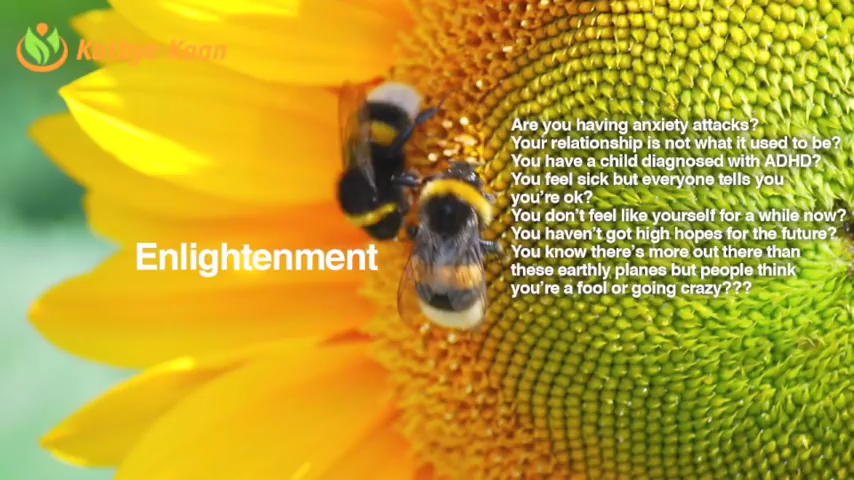 Enlightenment
Are you having anxiety attacks?
Your relationship is not what it used to be?
You have a child diagnosed with ADHD?
You feel sick but everyone tells you
you're ok?
You don't feel like yourself for a while now?
You haven't got high hopes for the future?
You know there's more out there than
these earthly planes but people think
you're a fool or going crazy???